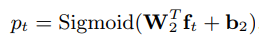 p_t = Sigmoid(W_2^T f_t + b_2)